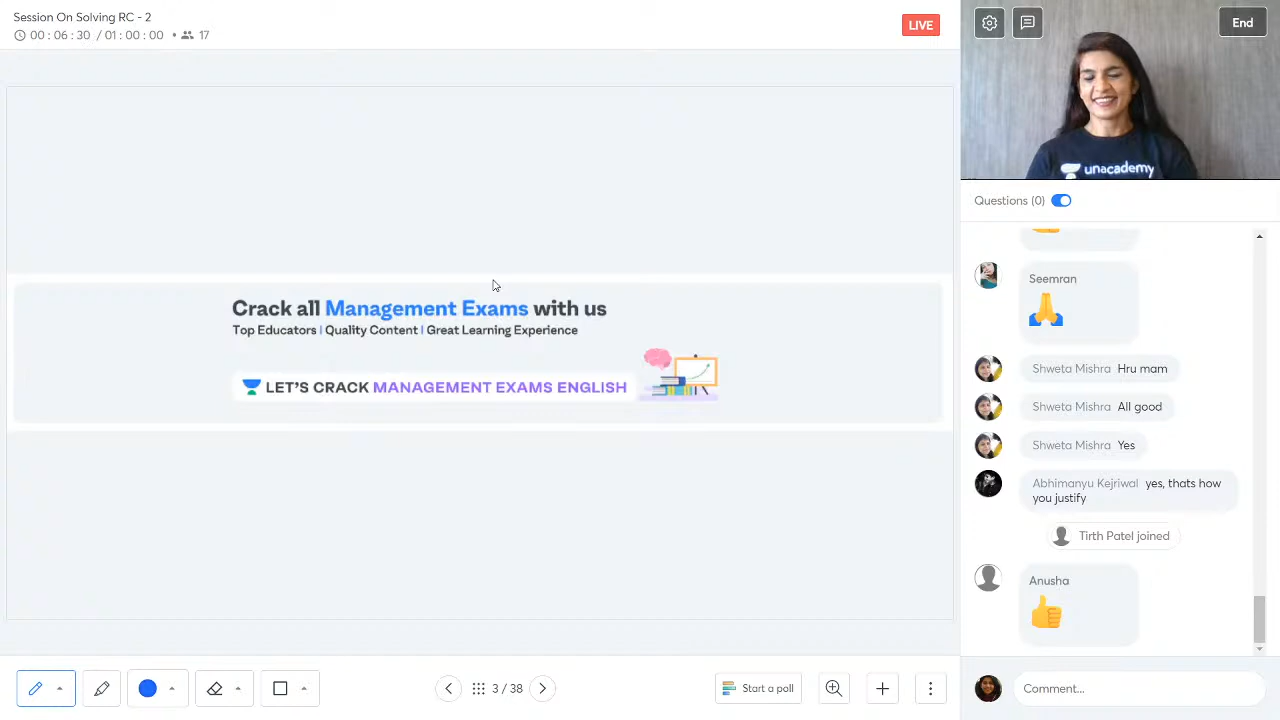 Session On Solving RC - 2
00 : 06 : 30 / 01 : 00 : 00 • 17
LIVE
End
unacademy
Questions (0)
Crack all Management Exams with us
Top Educators | Quality Content | Great Learning Experience
LET'S CRACK MANAGEMENT EXAMS ENGLISH
Seemran
Shweta Mishra Hru mam
Shweta Mishra All good
Shweta Mishra Yes
Abhimanyu Kejriwal yes, thats how
you justify
Tirth Patel joined
Anusha
3 / 38
Start a poll
Comment...